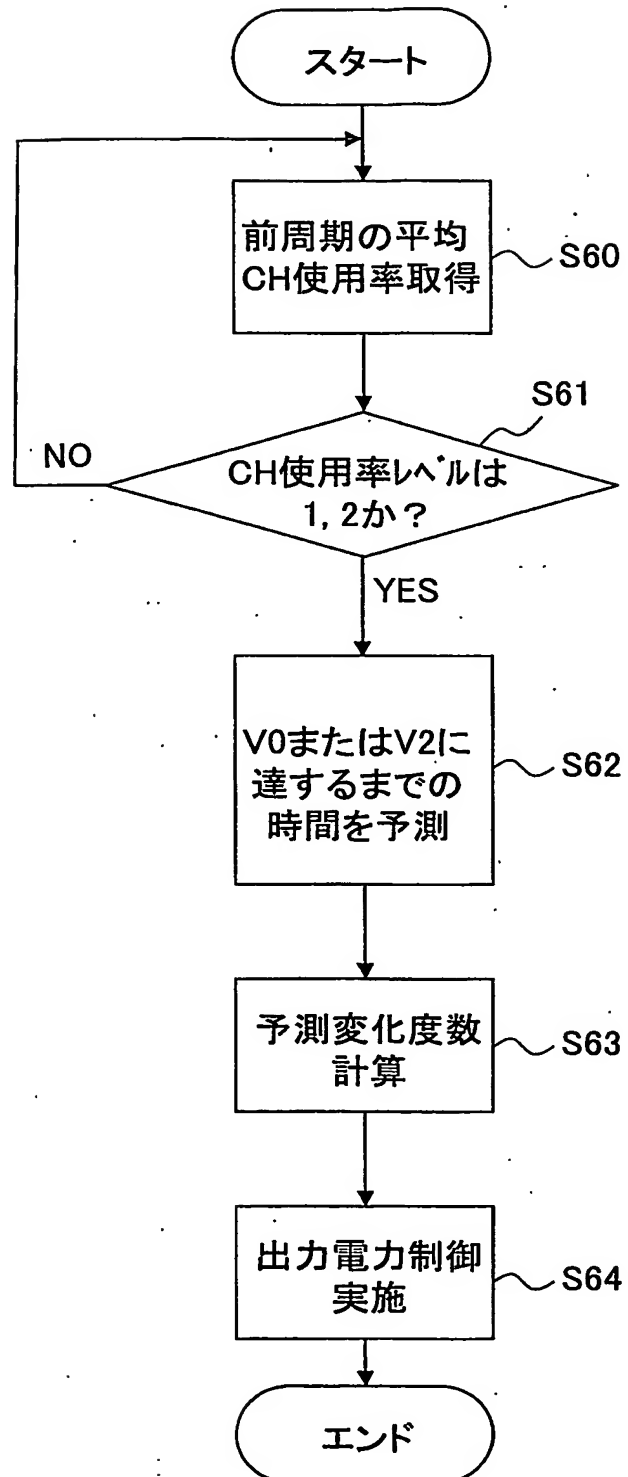 スタート
前周期の平均
CH使用率取得
S60
S61
NO
CH使用率レベルは
1, 2か?
YES
V0またはV2に
達するまでの
時間を予測
S62
予測変化度数
計算
S63
出力電力制御
実施
S64
エンド